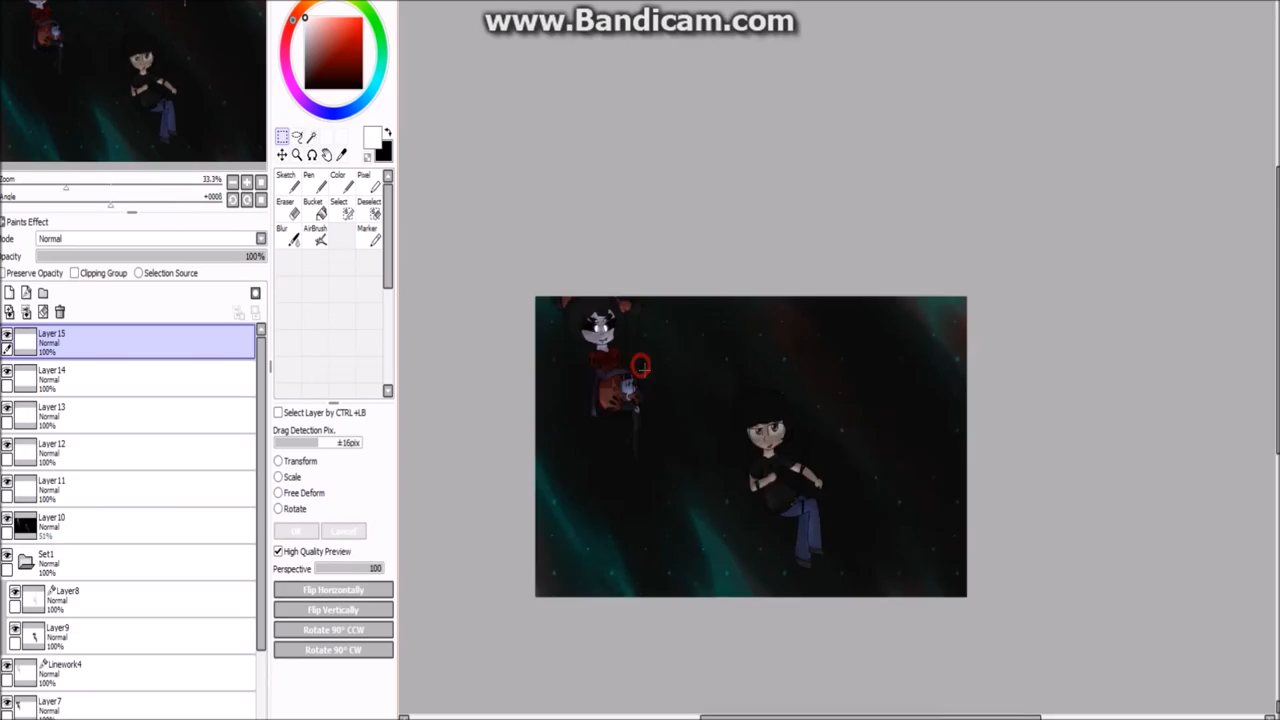 www.Bandicam.com
Zoom 33.3%
Angle +000ß
Paints Effect
Normal
100%
Preserve Opacity Clipping Group Selection Source
Layer15
Normal
100%
Layer14
Normal
100%
Layer13
Normal
100%
Layer12
Normal
100%
Layer11
Normal
100%
Layer10
Normal
51%
Set1
Normal
100%
Layer8
Normal
100%
Layer9
Normal
100%
Linework4
Normal
100%
Layer7
Normal
Sketch Pen Color Pixel
Eraser Bucket Select Deselect
Blur AirBrush Marker
Select Layer by CTRL+LB
Drag Detection Pix.
±16pix
Transform
Scale
Free Deform
Rotate
OK Cancel
High Quality Preview
Perspective 100
Flip Horizontally
Flip Vertically
Rotate 90° CCW
Rotate 90° CW